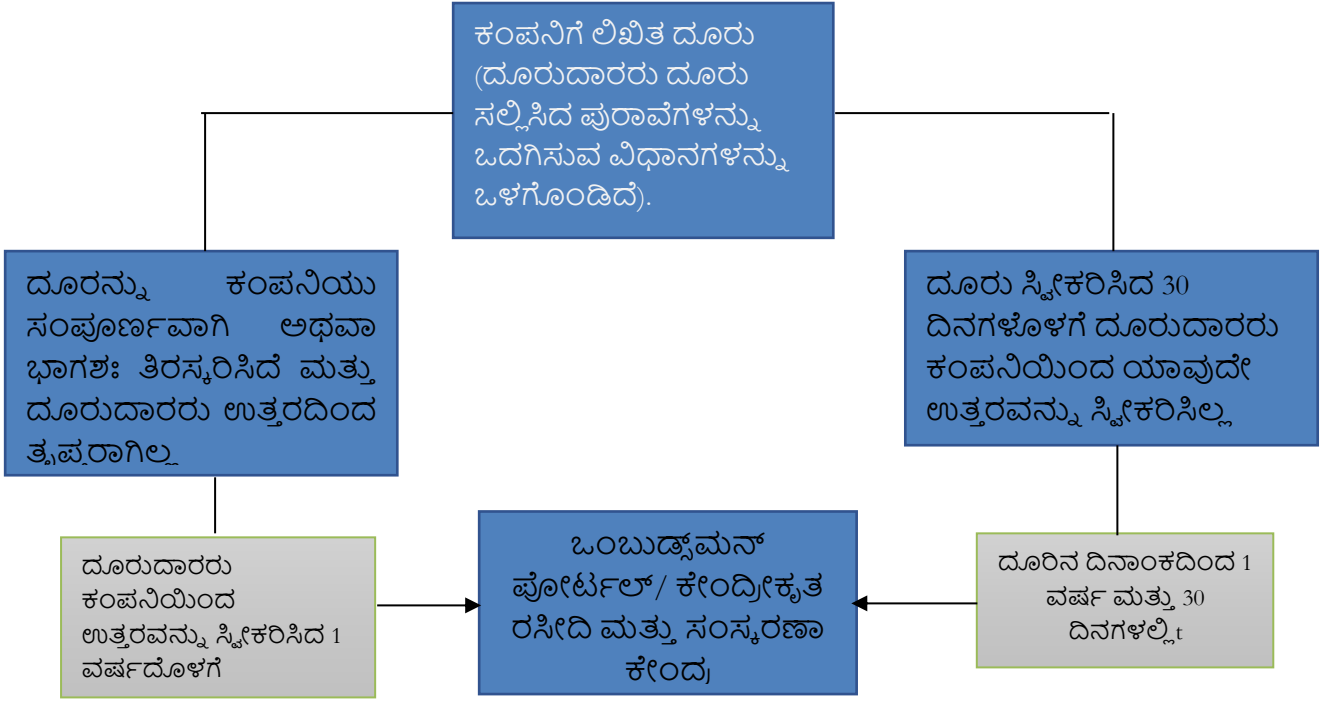 ಕಂಪನಿಗೆ ಲಿಖಿತ ದೂರು
(ದೂರುದಾರರು ದೂರು
ಸಲ್ಲಿಸಿದ ಪುರಾವೆಗಳನ್ನು
ಒದಗಿಸುವ ವಿಧಾನಗಳನ್ನು
ಒಳಗೊಂಡಿದೆ).
ದೂರನ್ನು ಕಂಪನಿಯು
ಸಂಪೂರ್ಣವಾಗಿ ಅಥವಾ
ಭಾಗಶಃ ತಿರಸ್ಕರಿಸಿದೆ ಮತ್ತು
ದೂರುದಾರರು ಉತ್ತರದಿಂದ
ತೃಪ್ತರಾಗಿಲ್ಲ
ದೂರು ಸ್ವೀಕರಿಸಿದ 30
ದಿನಗಳೊಳಗೆ ದೂರುದಾರರು
ಕಂಪನಿಯಿಂದ ಯಾವುದೇ
ಉತ್ತರವನ್ನು ಸ್ವೀಕರಿಸಿಲ್ಲ
ದೂರುದಾರರು
ಕಂಪನಿಯಿಂದ
ಉತ್ತರವನ್ನು ಸ್ವೀಕರಿಸಿದ 1
ವರ್ಷದೊಳಗೆ
ಒಂಬುಡ್ಸ್‌ಮನ್
ಪೋರ್ಟಲ್/ ಕೇಂದ್ರೀಕೃತ
ರಸೀದಿ ಮತ್ತು ಸಂಸ್ಕರಣಾ
ಕೇಂದ್ರ
ದೂರಿನ ದಿನಾಂಕದಿಂದ 1
ವರ್ಷ ಮತ್ತು 30
ದಿನಗಳಲ್ಲಿt